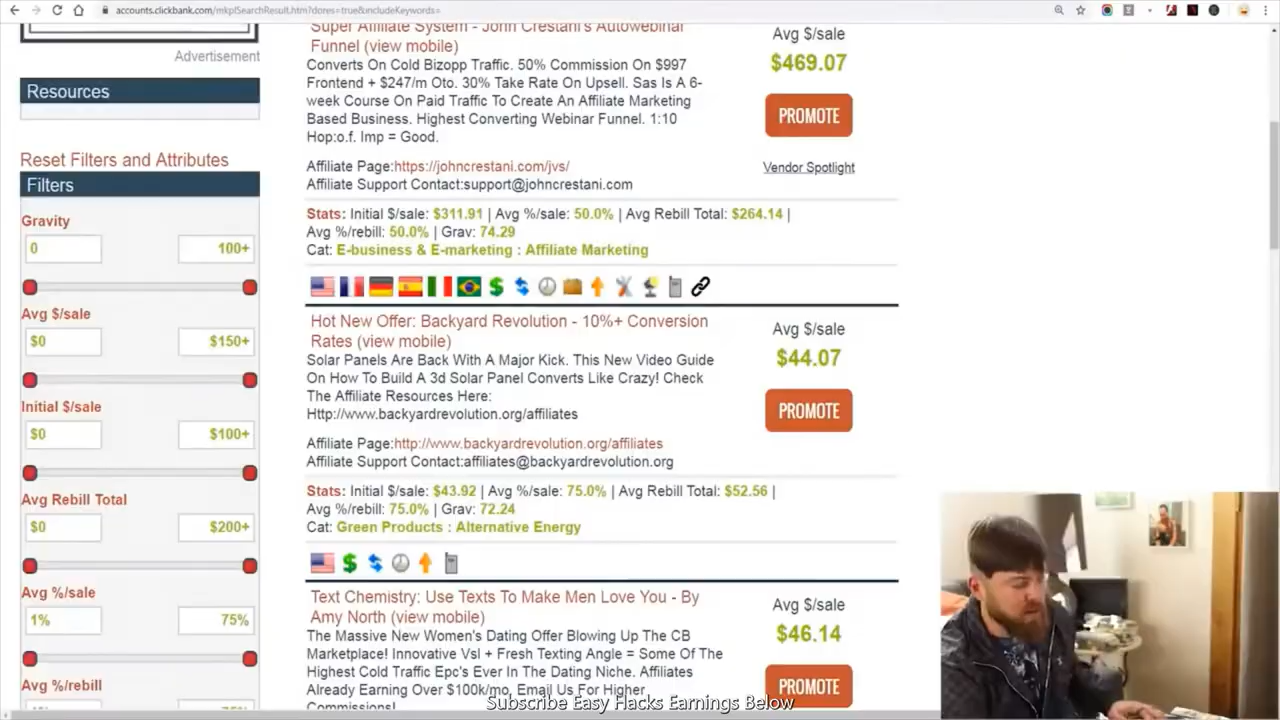 accounts.clickbank.com/mkplSearchResult.htm?dores=true&includeKeywords=
Advertisement
Resources
Reset Filters and Attributes
Filters
Gravity
0 100+
Avg $/sale
$0 $150+
Initial $/sale
$0 $100+
Avg Rebill Total
$0 $200+
Avg %/sale
1% 75%
Avg %/rebill
Super Affiliate System - John Crestani's Autowebinar
Funnel (view mobile)
Converts On Cold Bizopp Traffic. 50% Commission On $997
Frontend + $247/m Oto. 30% Take Rate On Upsell. Sas Is A 6-
week Course On Paid Traffic To Create An Affiliate Marketing
Based Business. Highest Converting Webinar Funnel. 1:10
Hop:o.f. Imp = Good.
Affiliate Page:https://johncrestani.com/jvs/
Affiliate Support Contact:support@johncrestani.com
Stats: Initial $/sale: $311.91 | Avg %/sale: 50.0% | Avg Rebill Total: $264.14 |
Avg %/rebill: 50.0% | Grav: 74.29
Cat: E-business & E-marketing : Affiliate Marketing
Avg $/sale
$469.07
PROMOTE
Vendor Spotlight
Hot New Offer: Backyard Revolution - 10%+ Conversion
Rates (view mobile)
Solar Panels Are Back With A Major Kick. This New Video Guide
On How To Build A 3d Solar Panel Converts Like Crazy! Check
The Affiliate Resources Here:
Http://www.backyardrevolution.org/affiliates
Affiliate Page:http://www.backyardrevolution.org/affiliates
Affiliate Support Contact:affiliates@backyardrevolution.org
Stats: Initial $/sale: $43.92 | Avg %/sale: 75.0% | Avg Rebill Total: $52.56 |
Avg %/rebill: 75.0% | Grav: 72.24
Cat: Green Products : Alternative Energy
Avg $/sale
$44.07
PROMOTE
Text Chemistry: Use Texts To Make Men Love You - By
Amy North (view mobile)
The Massive New Women's Dating Offer Blowing Up The CB
Marketplace! Innovative Vsl + Fresh Texting Angle = Some Of The
Highest Cold Traffic Epc's Ever In The Dating Niche. Affiliates
Already Earning Over $100k/mo. Email Us For Higher
Commissions!
Avg $/sale
$46.14
PROMOTE
Subscribe Easy Hacks Earnings Below